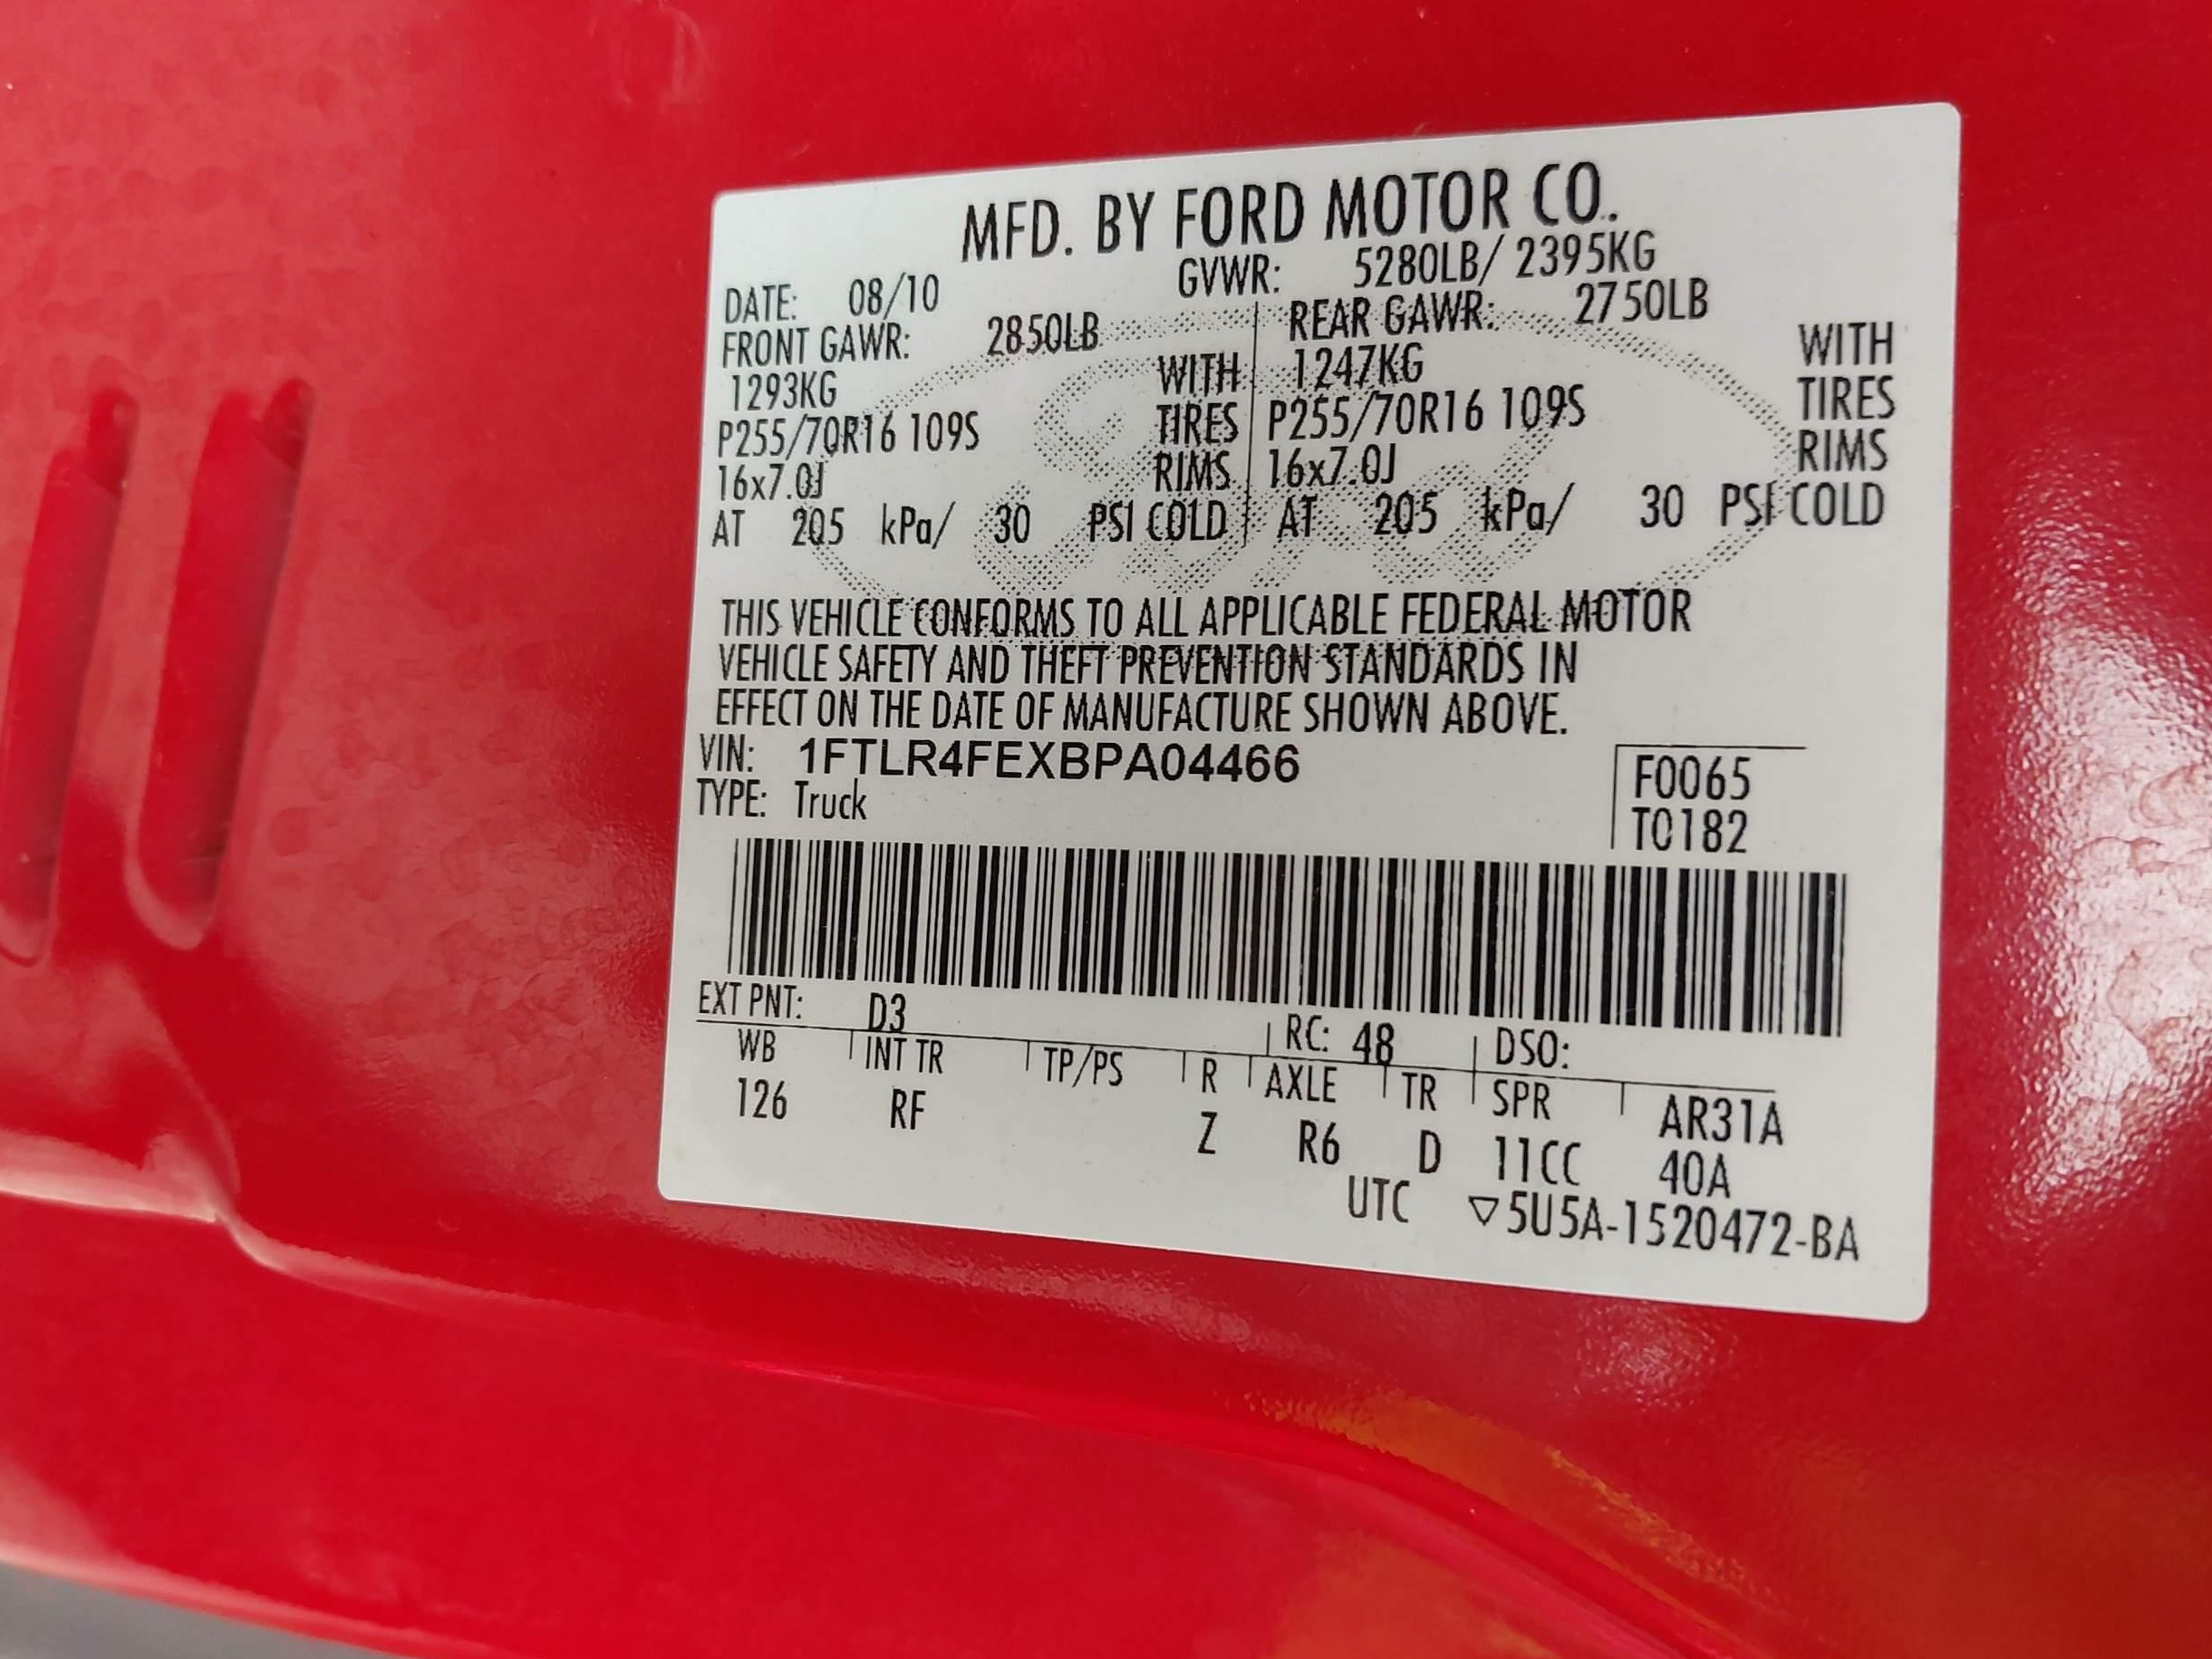 MFD. BY FORD MOTOR CO.
DATE: 08/10 GVWR: 5280LB/ 2395KG
FRONT GAWR: 2850LB REAR GAWR: 2750LB
1293KG WITH 1247KG WITH
P255/70R16 109S TIRES P255/70R16 109S TIRES
16x7.0J RIMS 16x7.0J RIMS
AT 205 kPa/ 30 PSI COLD AT 205 kPa/ 30 PSI COLD
THIS VEHICLE CONFORMS TO ALL APPLICABLE FEDERAL MOTOR
VEHICLE SAFETY AND THEFT PREVENTION STANDARDS IN
EFFECT ON THE DATE OF MANUFACTURE SHOWN ABOVE.
VIN: 1FTLR4FEXBPA04466 F0065
TYPE: Truck T0182
EXT PNT: D3 RC: 48 DSO:
WB INT TR TP/PS R AXLE TR SPR AR31A
126 RF Z R6 D 11CC 40A
UTC ▽5U5A-1520472-BA